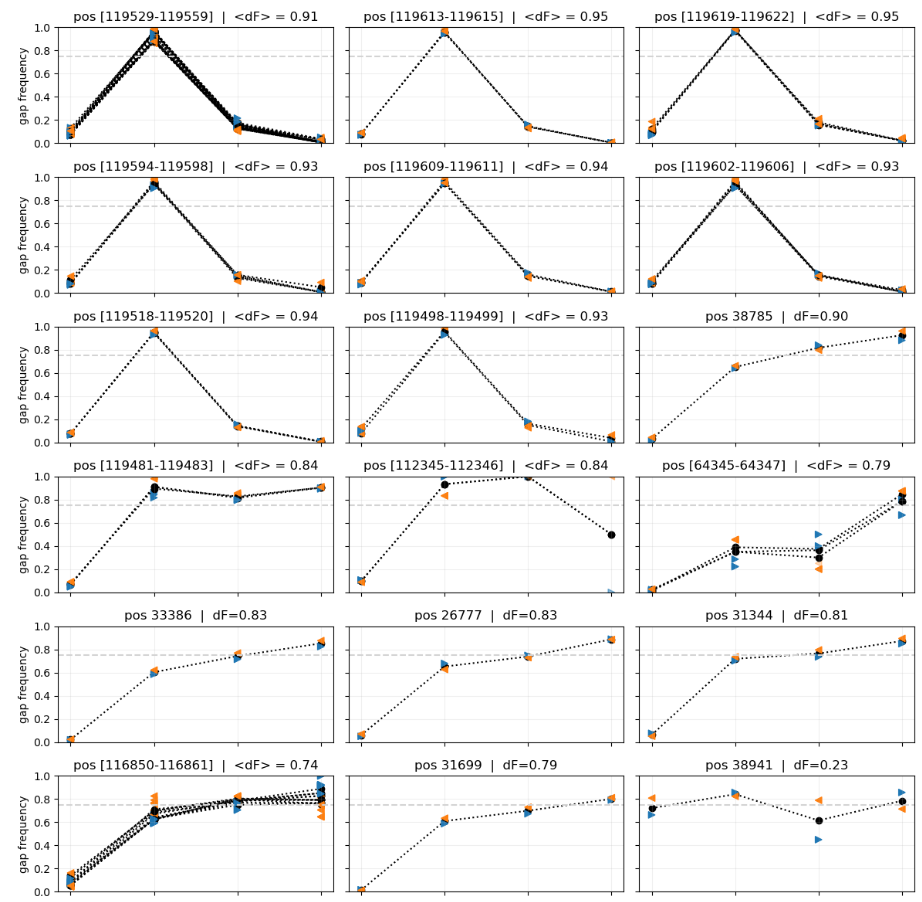 pos [119529-119559] | <dF> = 0.91
pos [119613-119615] | <dF> = 0.95
pos [119619-119622] | <dF> = 0.95
gap frequency
1.0
0.8
0.6
0.4
0.2
0.0
pos [119594-119598] | <dF> = 0.93
pos [119609-119611] | <dF> = 0.94
pos [119602-119606] | <dF> = 0.93
gap frequency
1.0
0.8
0.6
0.4
0.2
0.0
pos [119518-119520] | <dF> = 0.94
pos [119498-119499] | <dF> = 0.93
pos 38785 | dF=0.90
gap frequency
1.0
0.8
0.6
0.4
0.2
0.0
pos [119481-119483] | <dF> = 0.84
pos [112345-112346] | <dF> = 0.84
pos [64345-64347] | <dF> = 0.79
gap frequency
1.0
0.8
0.6
0.4
0.2
0.0
pos 33386 | dF=0.83
pos 26777 | dF=0.83
pos 31344 | dF=0.81
gap frequency
1.0
0.8
0.6
0.4
0.2
0.0
pos [116850-116861] | <dF> = 0.74
pos 31699 | dF=0.79
pos 38941 | dF=0.23
gap frequency
1.0
0.8
0.6
0.4
0.2
0.0